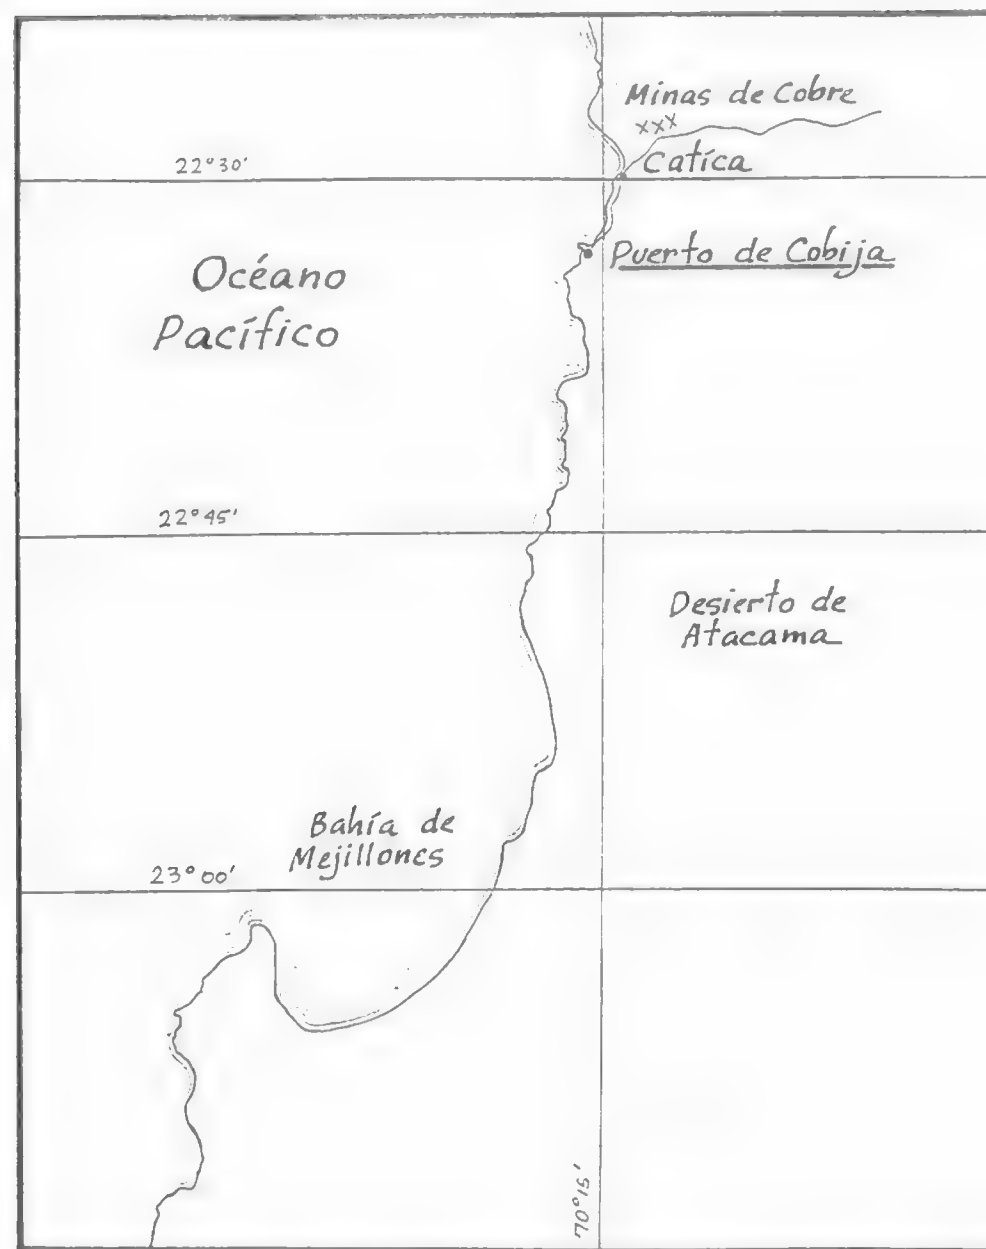 Minas de Cobre
xxx
22°30'
Catica
Puerto de Cobija
Océano
Pacífico
22°45'
Desierto de
Atacama
Bahía de
Mejillones
23°00'
70°15'